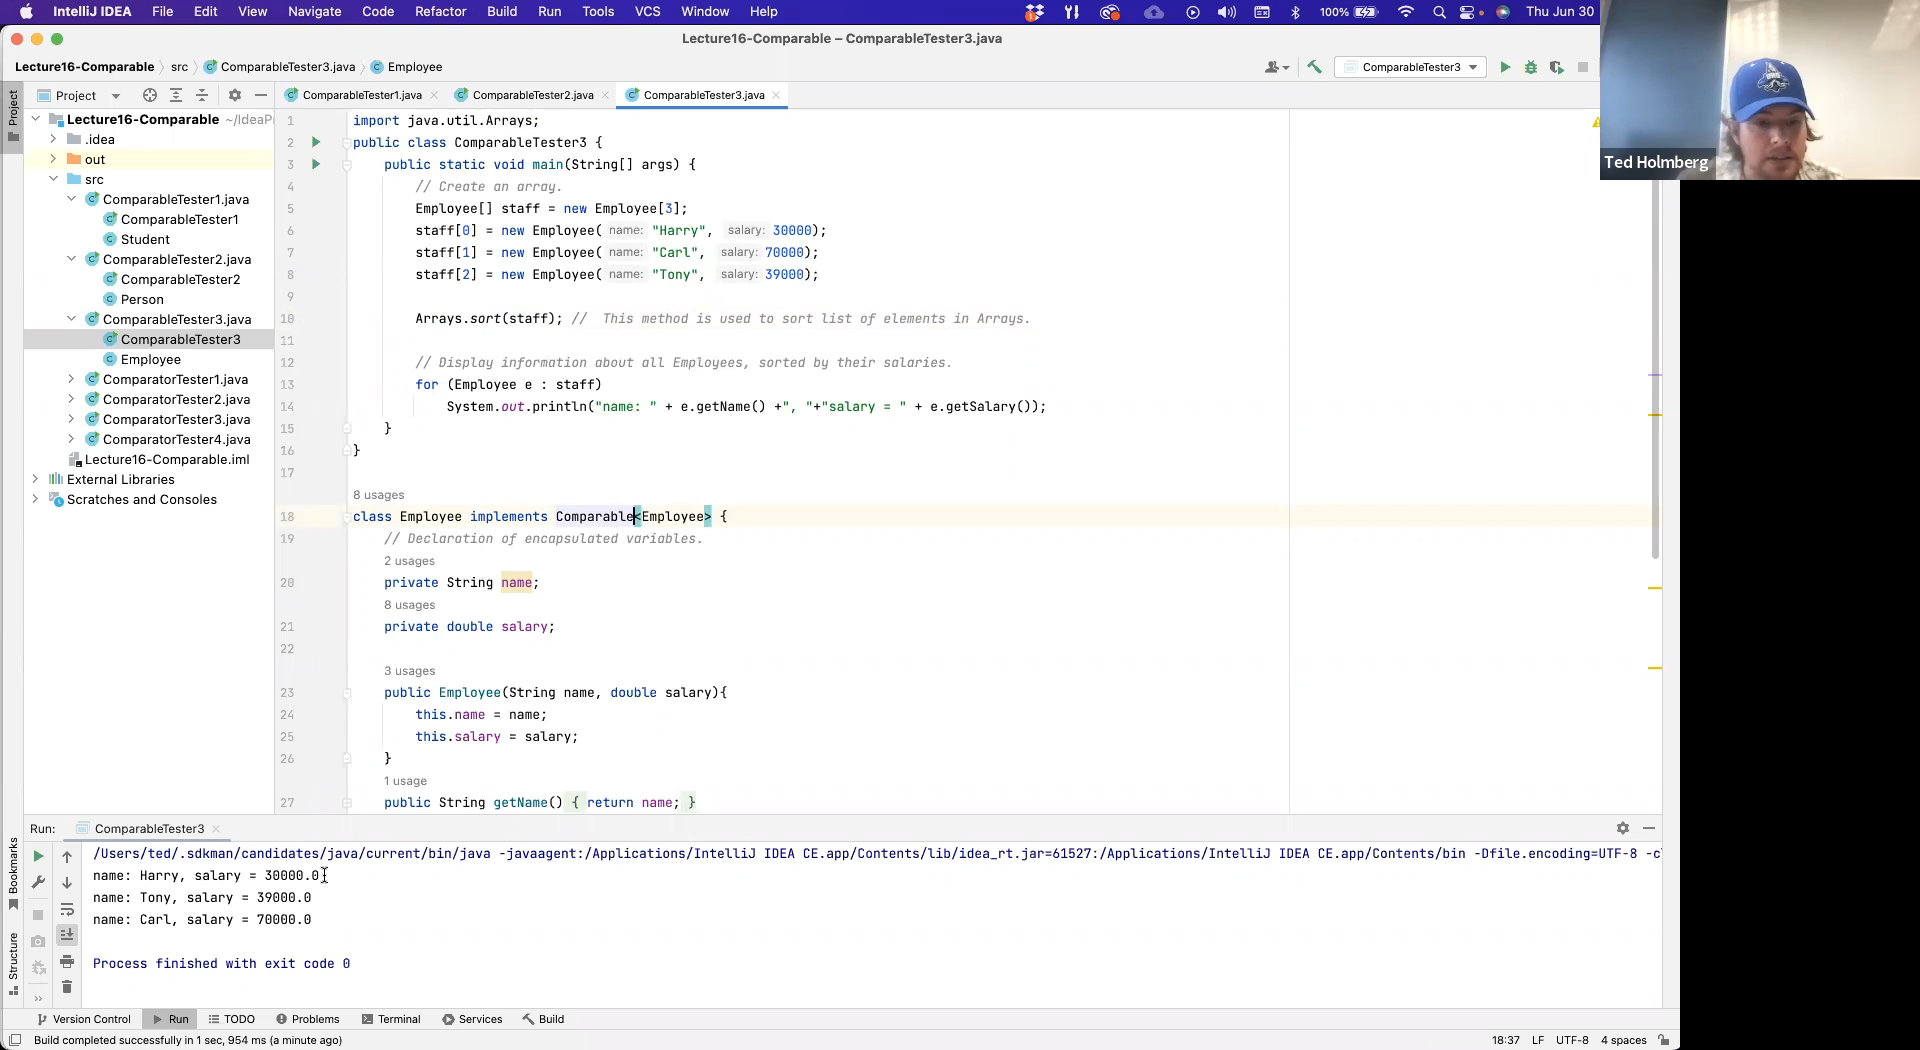 IntelliJ IDEA File Edit View Navigate Code Refactor Build Run Tools VCS Window Help 100% Thu Jun 30
Lecture16-Comparable – ComparableTester3.java
Lecture16-Comparable src ComparableTester3.java Employee ComparableTester3
Project ComparableTester1.java ComparableTester2.java ComparableTester3.java
Project
Lecture16-Comparable
.idea
out
src
ComparableTester1.java
ComparableTester1
Student
ComparableTester2.java
ComparableTester2
Person
ComparableTester3.java
ComparableTester3
Employee
ComparatorTester1.java
ComparatorTester2.java
ComparatorTester3.java
ComparatorTester4.java
Lecture16-Comparable.iml
External Libraries
Scratches and Consoles
1 import java.util.Arrays;
2 public class ComparableTester3 {
3 public static void main(String[] args) {
4 // Create an array.
5 Employee[] staff = new Employee[3];
6 staff[0] = new Employee( name: "Harry", salary: 30000);
7 staff[1] = new Employee( name: "Carl", salary: 70000);
8 staff[2] = new Employee( name: "Tony", salary: 39000);
9
10 Arrays.sort(staff); // This method is used to sort list of elements in Arrays.
11
12 // Display information about all Employees, sorted by their salaries.
13 for (Employee e : staff)
14 System.out.println("name: " + e.getName() +", "+"salary = " + e.getSalary());
15 }
16 }
17
8 usages
18 class Employee implements Comparable<Employee> {
19 // Declaration of encapsulated variables.
2 usages
20 private String name;
8 usages
21 private double salary;
22
3 usages
23 public Employee(String name, double salary){
24 this.name = name;
25 this.salary = salary;
26 }
1 usage
27 public String getName() { return name; }
Ted Holmberg
Run: ComparableTester3
/Users/ted/.sdkman/candidates/java/current/bin/java -javaagent:/Applications/IntelliJ IDEA CE.app/Contents/lib/idea_rt.jar=61527:/Applications/IntelliJ IDEA CE.app/Contents/bin -Dfile.encoding=UTF-8 -c
name: Harry, salary = 30000.0
name: Tony, salary = 39000.0
name: Carl, salary = 70000.0
Process finished with exit code 0
Bookmarks
Structure
Version Control Run TODO Problems Terminal Services Build
Build completed successfully in 1 sec, 954 ms (a minute ago) 18:37 LF UTF-8 4 spaces